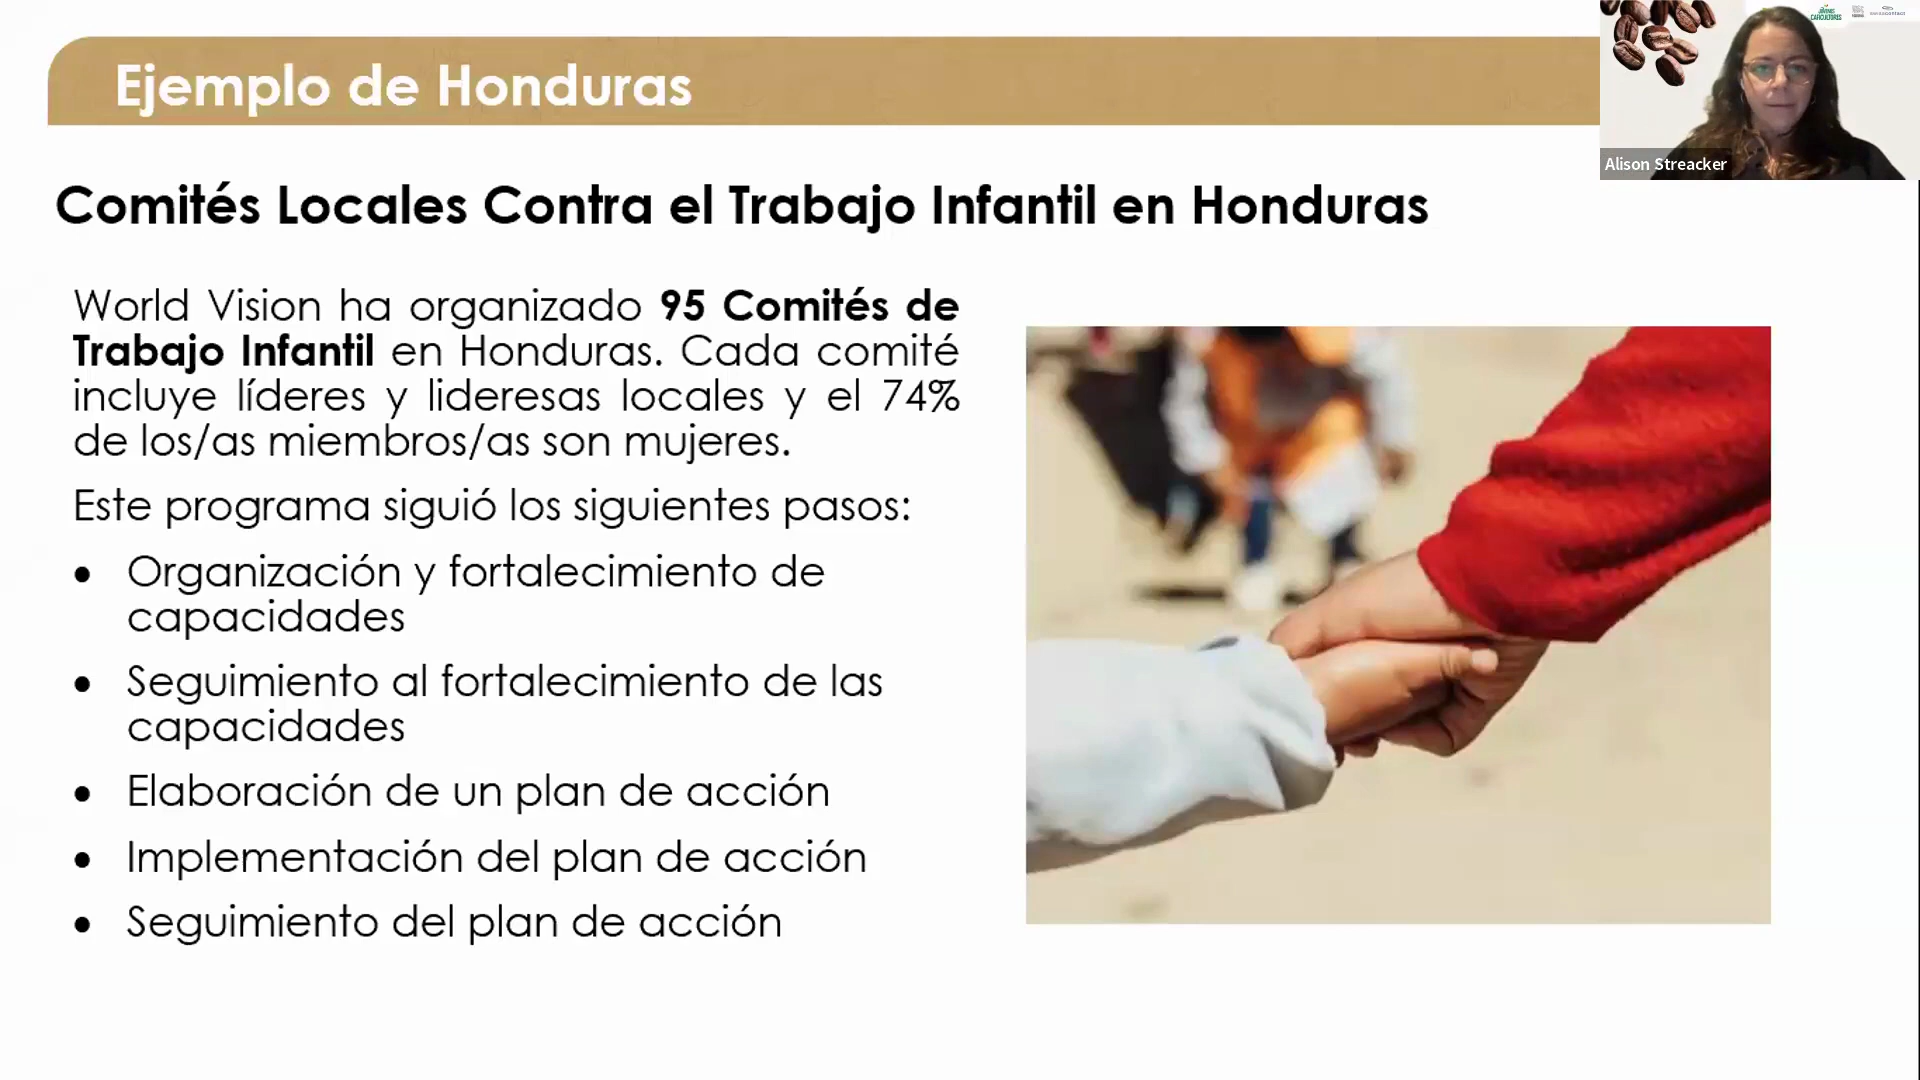 Ejemplo de Honduras
Alison Streacker
Comités Locales Contra el Trabajo Infantil en Honduras
World Vision ha organizado 95 Comités de
Trabajo Infantil en Honduras. Cada comité
incluye líderes y lideresas locales y el 74%
de los/as miembros/as son mujeres.
Este programa siguió los siguientes pasos:
• Organización y fortalecimiento de
capacidades
• Seguimiento al fortalecimiento de las
capacidades
• Elaboración de un plan de acción
• Implementación del plan de acción
• Seguimiento del plan de acción